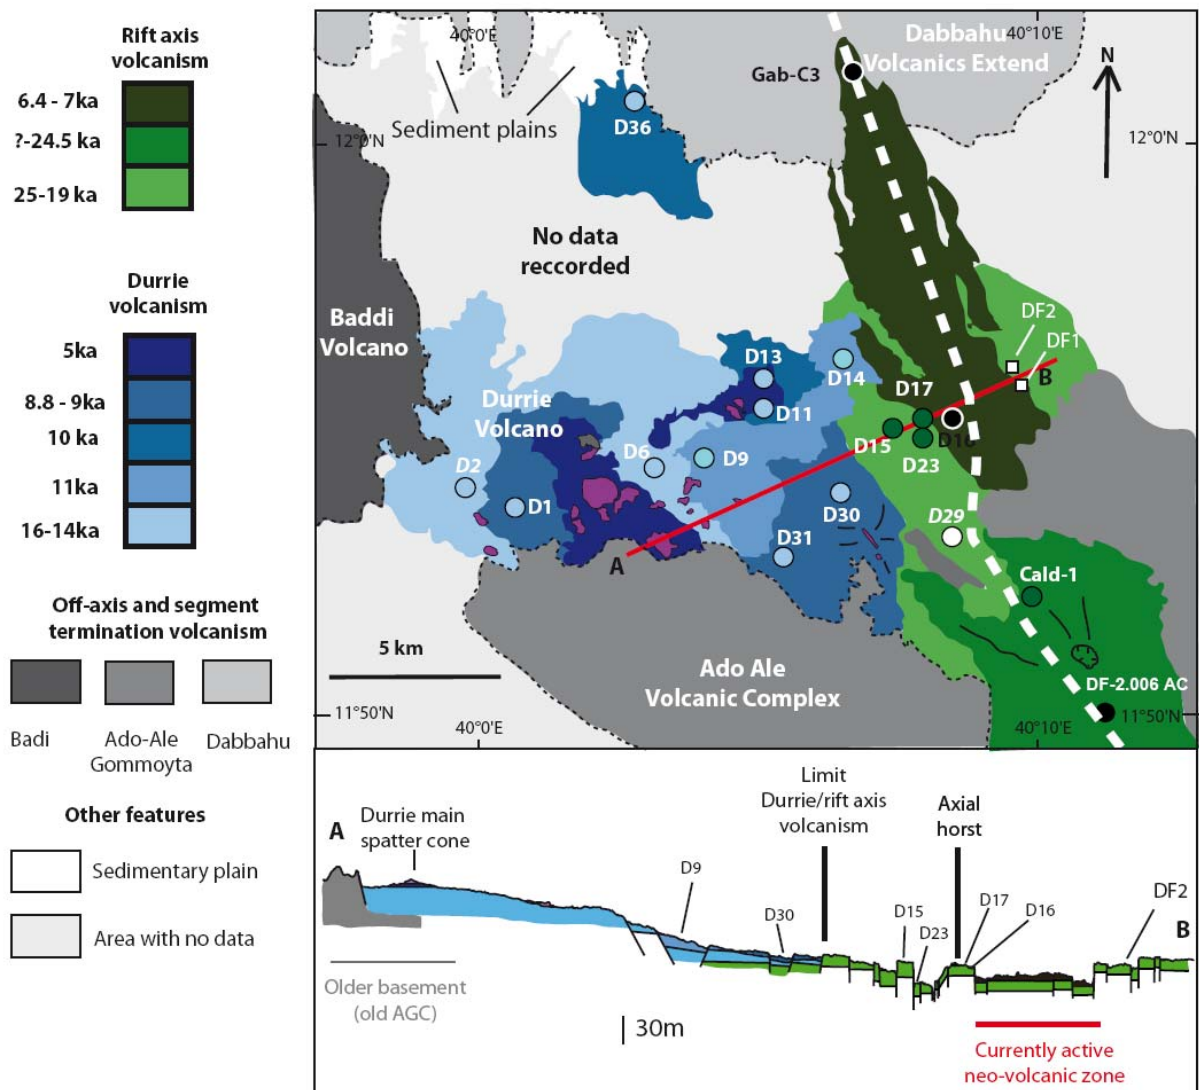 Rift axis
volcanism
6.4 - 7ka
?-24.5 ka
25-19 ka
Durrie
volcanism
5ka
8.8 - 9ka
10 ka
11ka
16-14ka
Off-axis and segment
termination volcanism
Badi
Ado-Ale
Gommoyta
Dabbahu
Other features
Sedimentary plain
Area with no data
40°0'E
40°10'E
Dabbahu
Volcanics Extend
N
Gab-C3
Sediment plains
D36
12°0'N
12°0'N
No data
reccorded
Baddi
Volcano
DF2
DF1
D13
D14
D17
B
Durrie
Volcano
D11
D16
D15
D2
D6
D9
D23
D1
D30
D29
D31
A
Cald-1
5 km
Ado Ale
Volcanic Complex
DF-2.006 AC
11°50'N
40°0'E
40°10'E
11°50'N
Limit
Durrie/rift axis
volcanism
Axial
horst
A
Durrie main
spatter cone
D9
D30
D15
D23
D17
D16
DF2
B
Older basement
(old AGC)
30m
Currently active
neo-volcanic zone